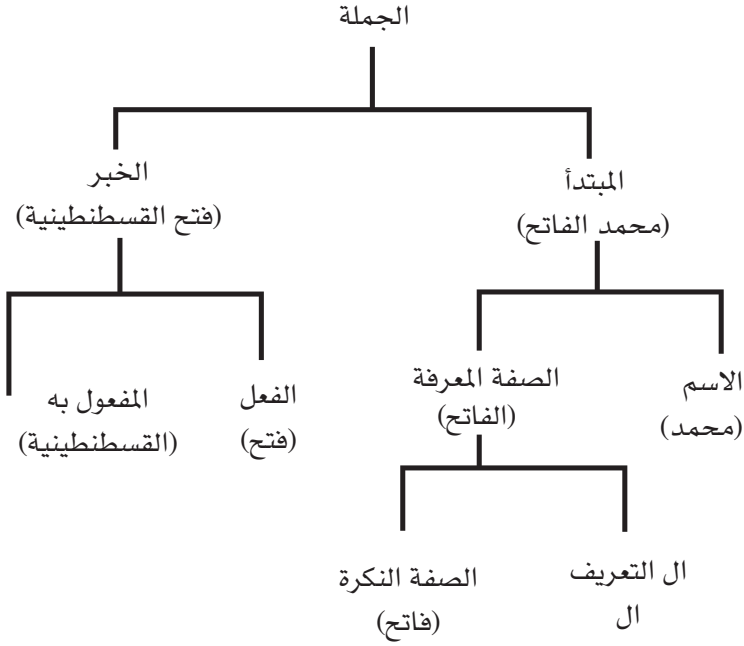 الجملة
المبتدأ
(محمد الفاتح)
الخبر
(فتح القسطنطينية)
الاسم
(محمد)
الصفة المعرفة
(الفاتح)
الفعل
(فتح)
المفعول به
(القسطنطينية)
ال التعريف
ال
الصفة النكرة
(فاتح)